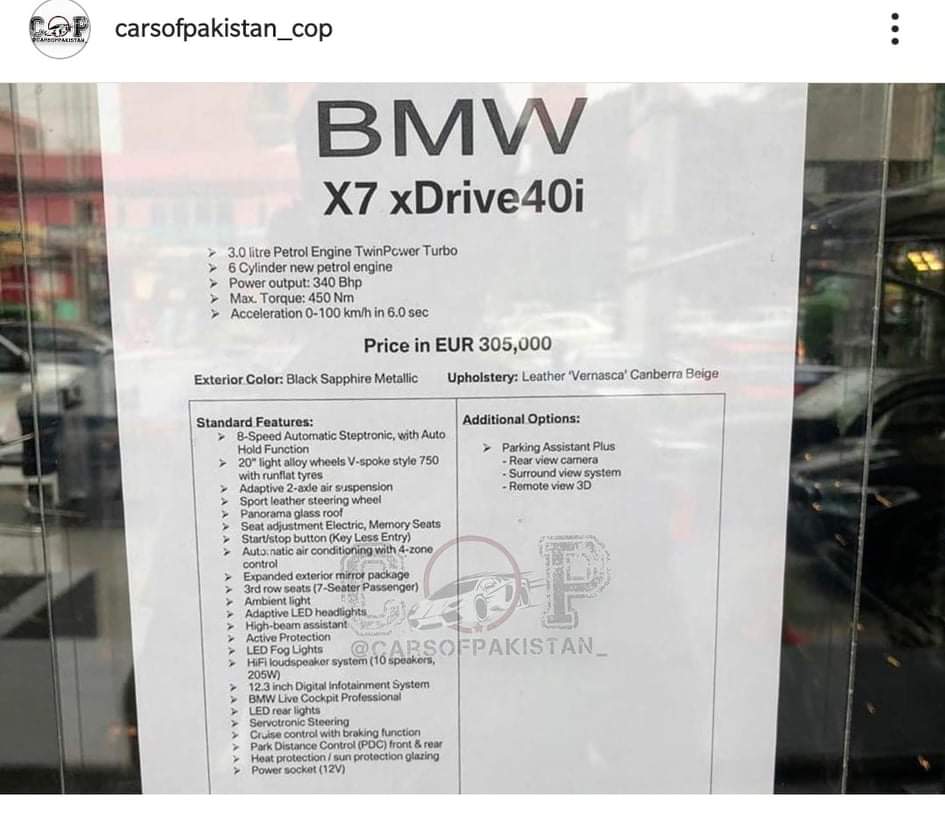 COP
@CARSOFPAKISTAN_
carsofpakistan_cop
BMW
X7 xDrive40i
➢ 3.0 litre Petrol Engine TwinPower Turbo
➢ 6 Cylinder new petrol engine
➢ Power output: 340 Bhp
➢ Max. Torque: 450 Nm
➢ Acceleration 0-100 km/h in 6.0 sec
Price in EUR 305,000
Exterior Color: Black Sapphire Metallic Upholstery: Leather 'Vernasca' Canberra Beige
Standard Features:
➢ 8-Speed Automatic Steptronic, with Auto
Hold Function
➢ 20" light alloy wheels V-spoke style 750
with runflat tyres
➢ Adaptive 2-axle air suspension
➢ Sport leather steering wheel
➢ Panorama glass roof
➢ Seat adjustment Electric, Memory Seats
➢ Start/stop button (Key Less Entry)
➢ Automatic air conditioning with 4-zone
control
➢ Expanded exterior mirror package
➢ 3rd row seats (7-Seater Passenger)
➢ Ambient light
➢ Adaptive LED headlights
➢ High-beam assistant
➢ Active Protection
➢ LED Fog Lights
➢ HiFi loudspeaker system (10 speakers,
205W)
➢ 12.3 inch Digital Infotainment System
➢ BMW Live Cockpit Professional
➢ LED rear lights
➢ Servotronic Steering
➢ Cruise control with braking function
➢ Park Distance Control (PDC) front & rear
➢ Heat protection / sun protection glazing
➢ Power socket (12V)
Additional Options:
➢ Parking Assistant Plus
- Rear view camera
- Surround view system
- Remote view 3D
COP
@CARSOFPAKISTAN_